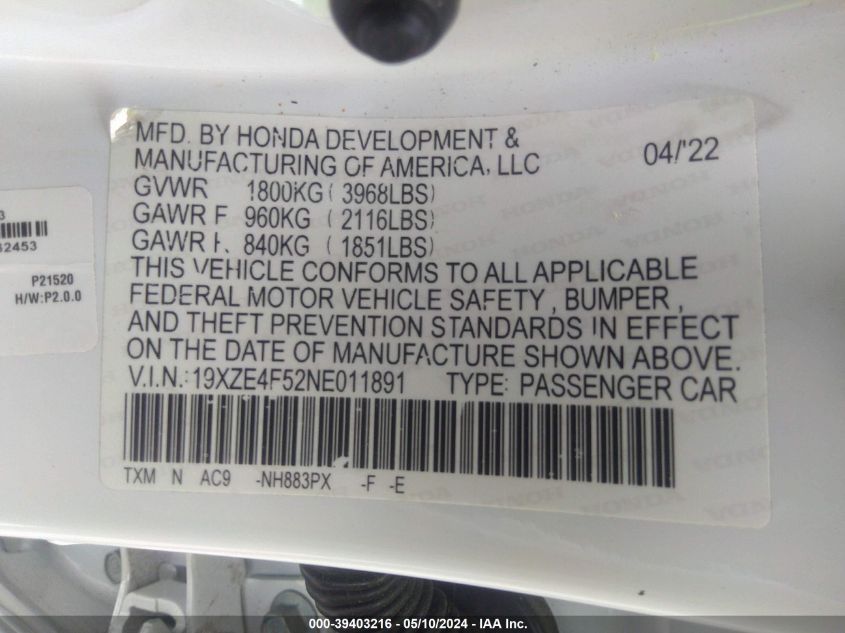 MFD. BY HONDA DEVELOPMENT &
MANUFACTURING OF AMERICA, LLC 04/'22
GVWR 1800KG ( 3968LBS)
GAWR F 960KG ( 2116LBS)
GAWR R 840KG ( 1851LBS)
THIS VEHICLE CONFORMS TO ALL APPLICABLE
FEDERAL MOTOR VEHICLE SAFETY , BUMPER ,
AND THEFT PREVENTION STANDARDS IN EFFECT
ON THE DATE OF MANUFACTURE SHOWN ABOVE.
V.I.N.: 19XZE4F52NE011891 TYPE: PASSENGER CAR
TXM N AC9 -NH883PX -F -E
3
62453
P21520
H/W:P2.0.0
000-39403216 - 05/10/2024 - IAA Inc.